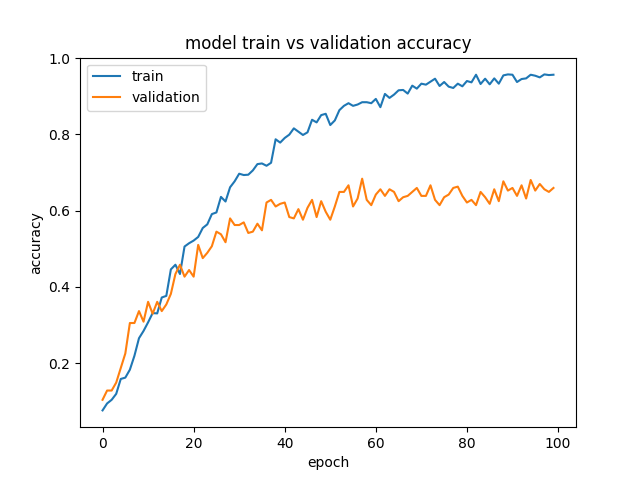 model train vs validation accuracy
train
validation
1.0
0.8
0.6
0.4
0.2
accuracy
0 20 40 60 80 100
epoch